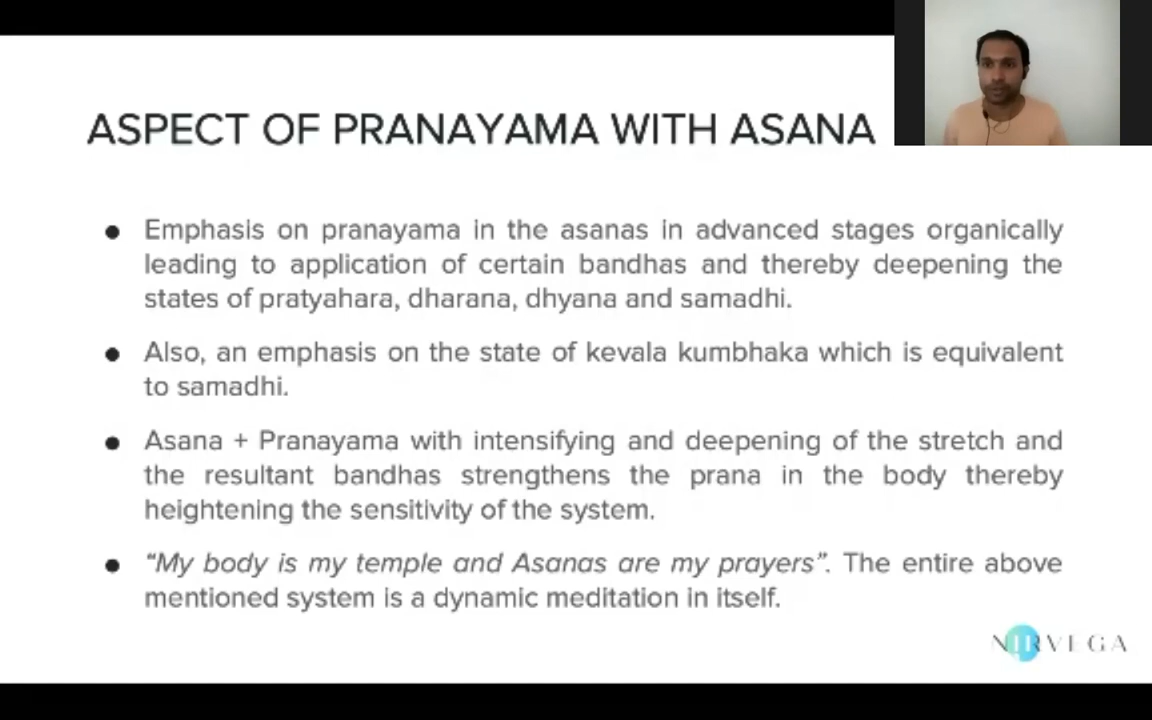 ASPECT OF PRANAYAMA WITH ASANA
● Emphasis on pranayama in the asanas in advanced stages organically
leading to application of certain bandhas and thereby deepening the
states of pratyahara, dharana, dhyana and samadhi.
● Also, an emphasis on the state of kevala kumbhaka which is equivalent
to samadhi.
● Asana + Pranayama with intensifying and deepening of the stretch and
the resultant bandhas strengthens the prana in the body thereby
heightening the sensitivity of the system.
● “My body is my temple and Asanas are my prayers”. The entire above
mentioned system is a dynamic meditation in itself.
NIRVEGA